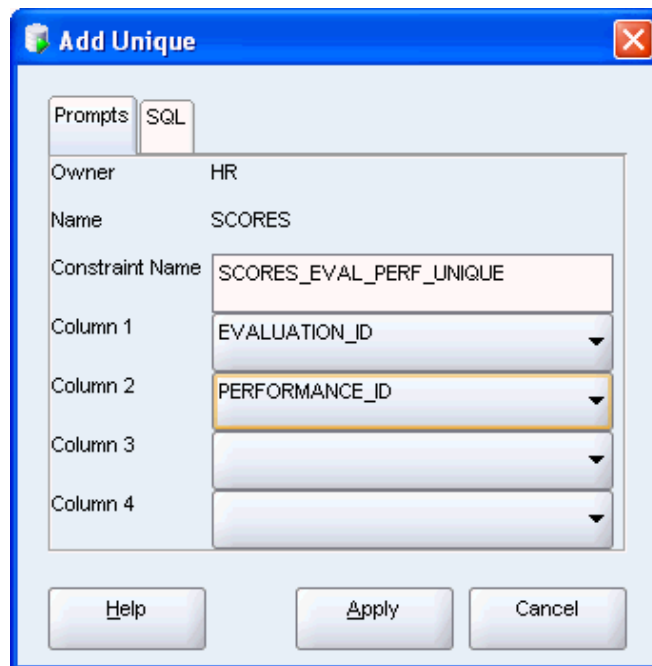 Add Unique
Prompts SQL
Owner HR
Name SCORES
Constraint Name SCORES_EVAL_PERF_UNIQUE
Column 1 EVALUATION_ID
Column 2 PERFORMANCE_ID
Column 3
Column 4
Help Apply Cancel